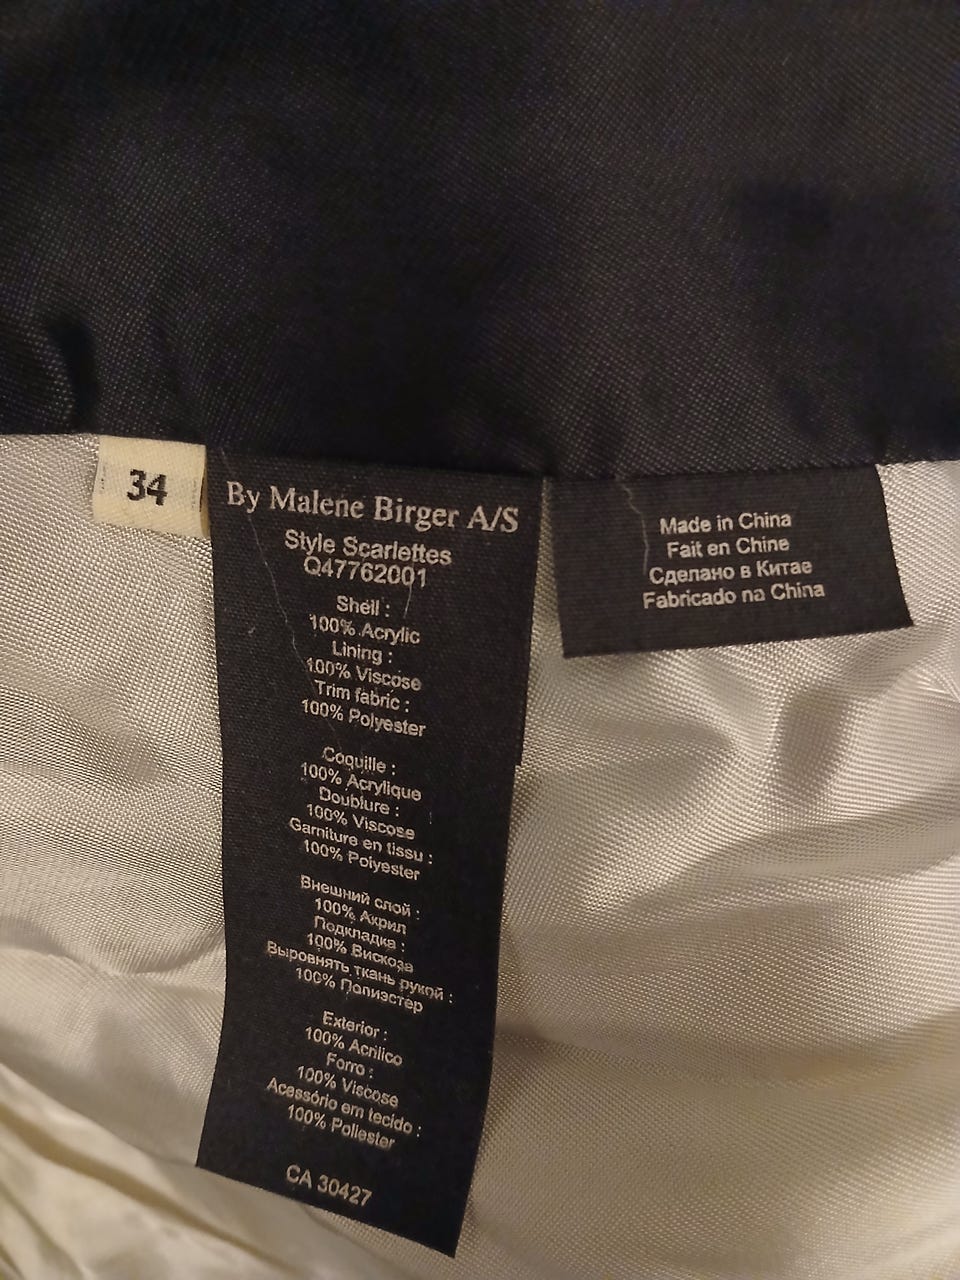 34
By Malene Birger A/S
Style Scarlettes
Q47762001
Shell :
100% Acrylic
Lining :
100% Viscose
Trim fabric :
100% Polyester
Coquille :
100% Acrylique
Doublure :
100% Viscose
Garniture en tissu :
100% Polyester
Внешний слой :
100% Акрил
Подкладка :
100% Вискоза
Выровнять ткань рукой :
100% Полиэстер
Exterior :
100% Acrilico
Forro :
100% Viscose
Acessório em tecido :
100% Poliester
CA 30427
Made in China
Fait en Chine
Сделано в Китае
Fabricado na China